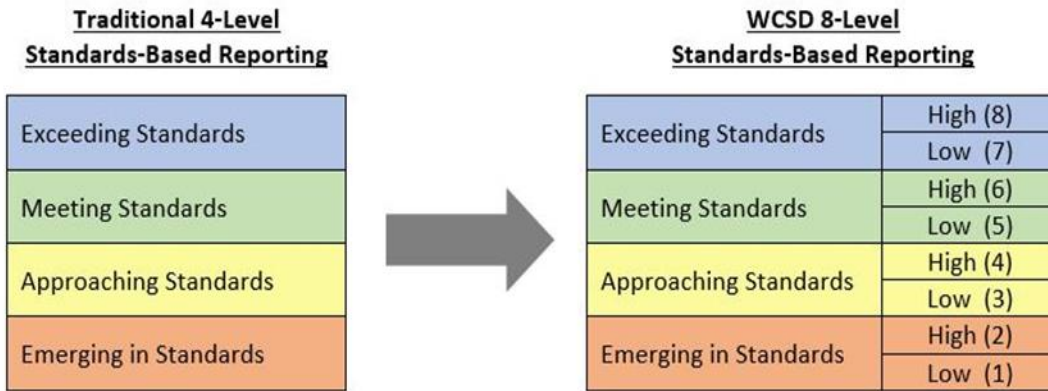 Traditional 4-Level
Standards-Based Reporting
Exceeding Standards
Meeting Standards
Approaching Standards
Emerging in Standards
WCSD 8-Level
Standards-Based Reporting
Exceeding Standards
High (8)
Low (7)
Meeting Standards
High (6)
Low (5)
Approaching Standards
High (4)
Low (3)
Emerging in Standards
High (2)
Low (1)